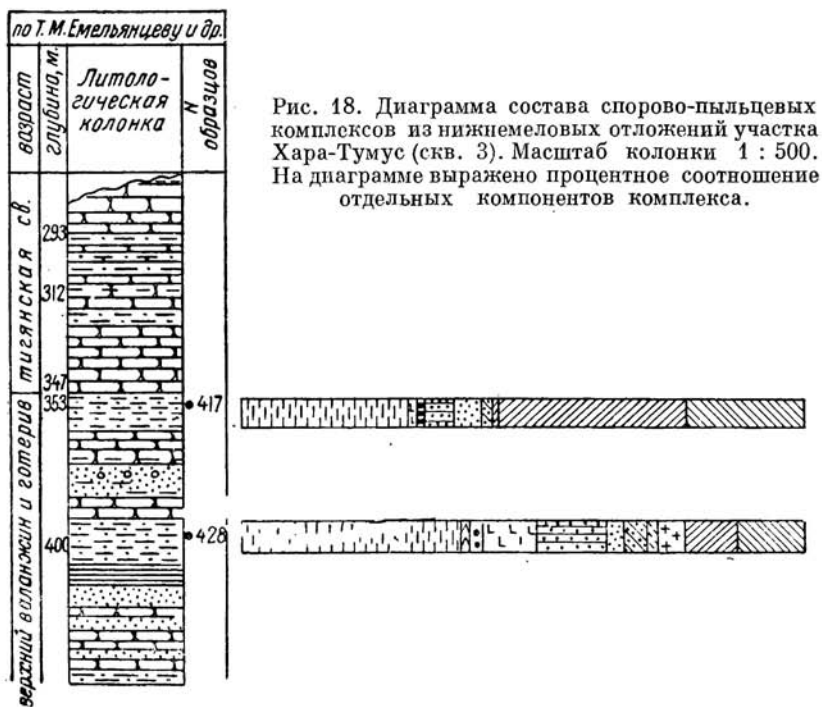 по Т. М. Емельянцеву и др.
возраст
глубина, м.
Литоло-
гическая
колонка
N
образцов
Рис. 18. Диаграмма состава спорово-пыльцевых
комплексов из нижнемеловых отложений участка
Хара-Тумус (скв. 3). Масштаб колонки 1 : 500.
На диаграмме выражено процентное соотношение
отдельных компонентов комплекса.
тигянская св.
293
312
347
353
417
верхний валанжин и готерив
400
428